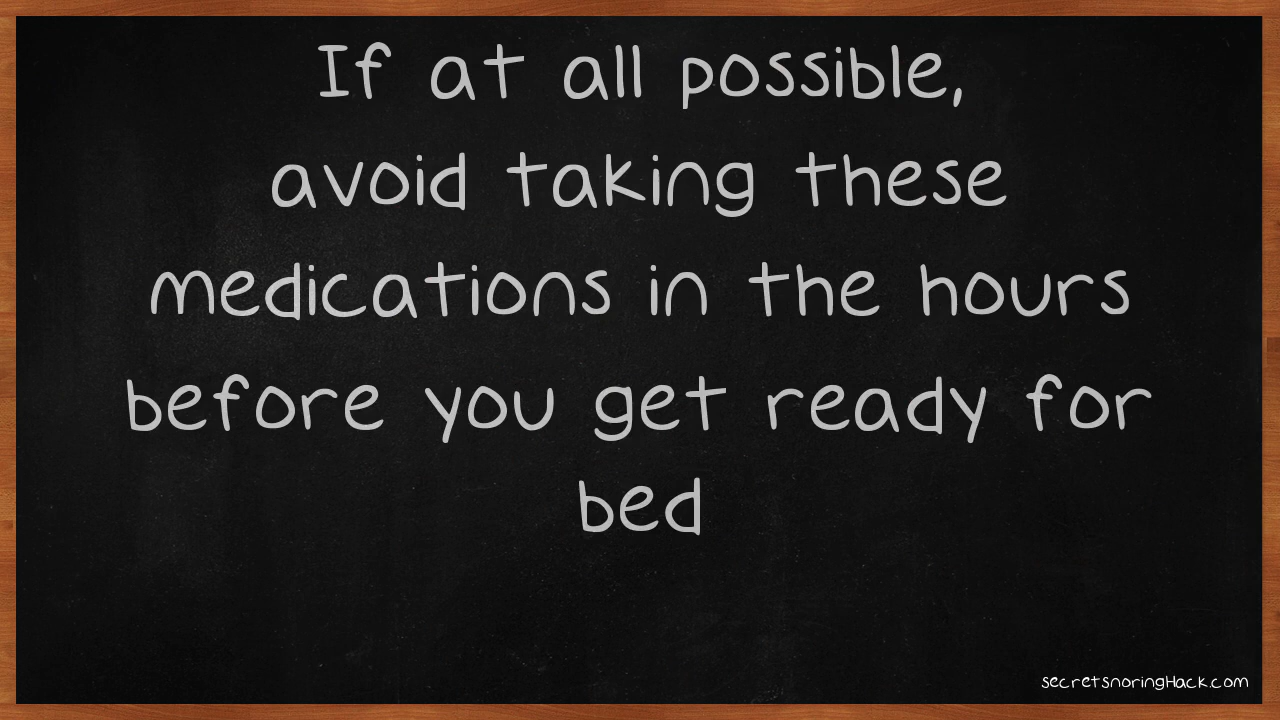 If at all possible,
avoid taking these
medications in the hours
before you get ready for
bed
secretsnoringHack.com